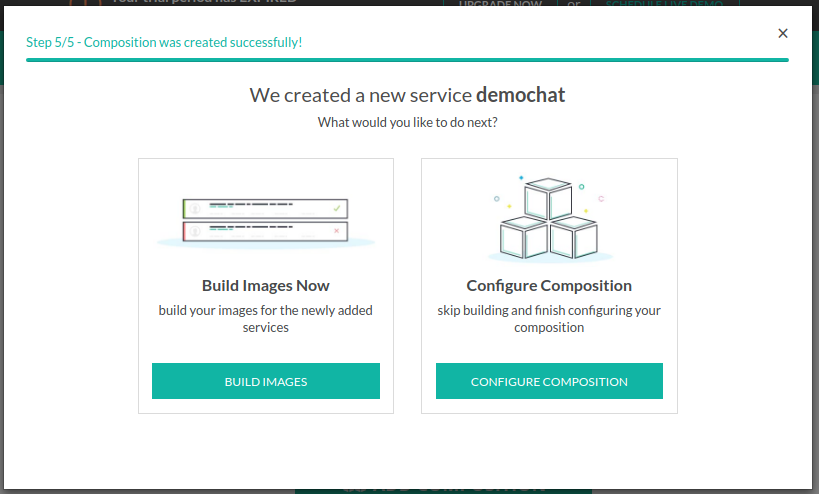 Your trial period has EXPIRED
UPGRADE NOW or SCHEDULE LIVE DEMO
Step 5/5 - Composition was created successfully!
×
We created a new service demochat
What would you like to do next?
Build Images Now
build your images for the newly added
services
BUILD IMAGES
Configure Composition
skip building and finish configuring your
composition
CONFIGURE COMPOSITION
ADD COMPOSITION